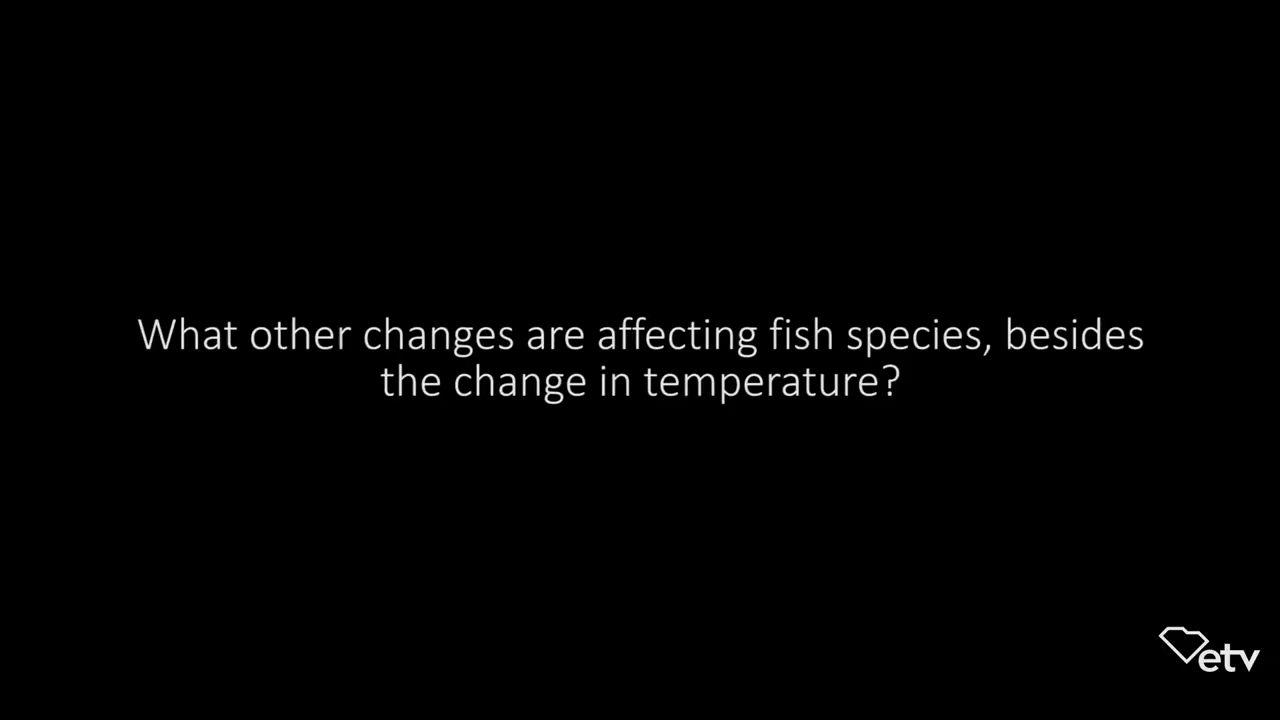 What other changes are affecting fish species, besides
the change in temperature?
etv